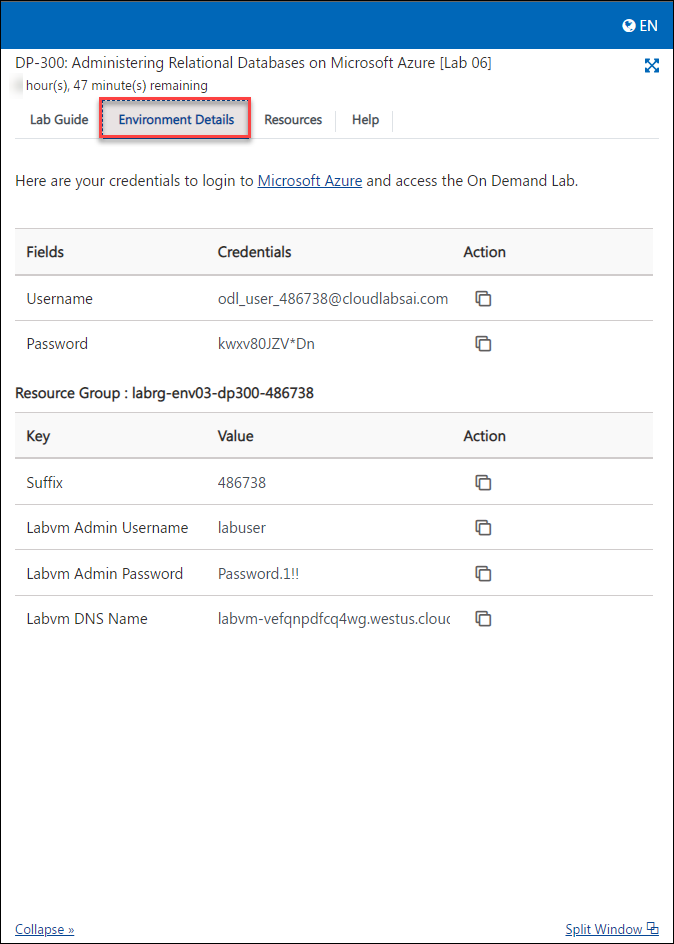 EN
DP-300: Administering Relational Databases on Microsoft Azure [Lab 06]
hour(s), 47 minute(s) remaining
Lab Guide Environment Details Resources Help
Here are your credentials to login to Microsoft Azure and access the On Demand Lab.
Fields Credentials Action
Username odl_user_486738@cloudlabsai.com
Password kwxv80JZV*Dn
Resource Group : labrg-env03-dp300-486738
Key Value Action
Suffix 486738
Labvm Admin Username labuser
Labvm Admin Password Password.1!!
Labvm DNS Name labvm-vefqnpdfcq4wg.westus.clouc
Collapse » Split Window